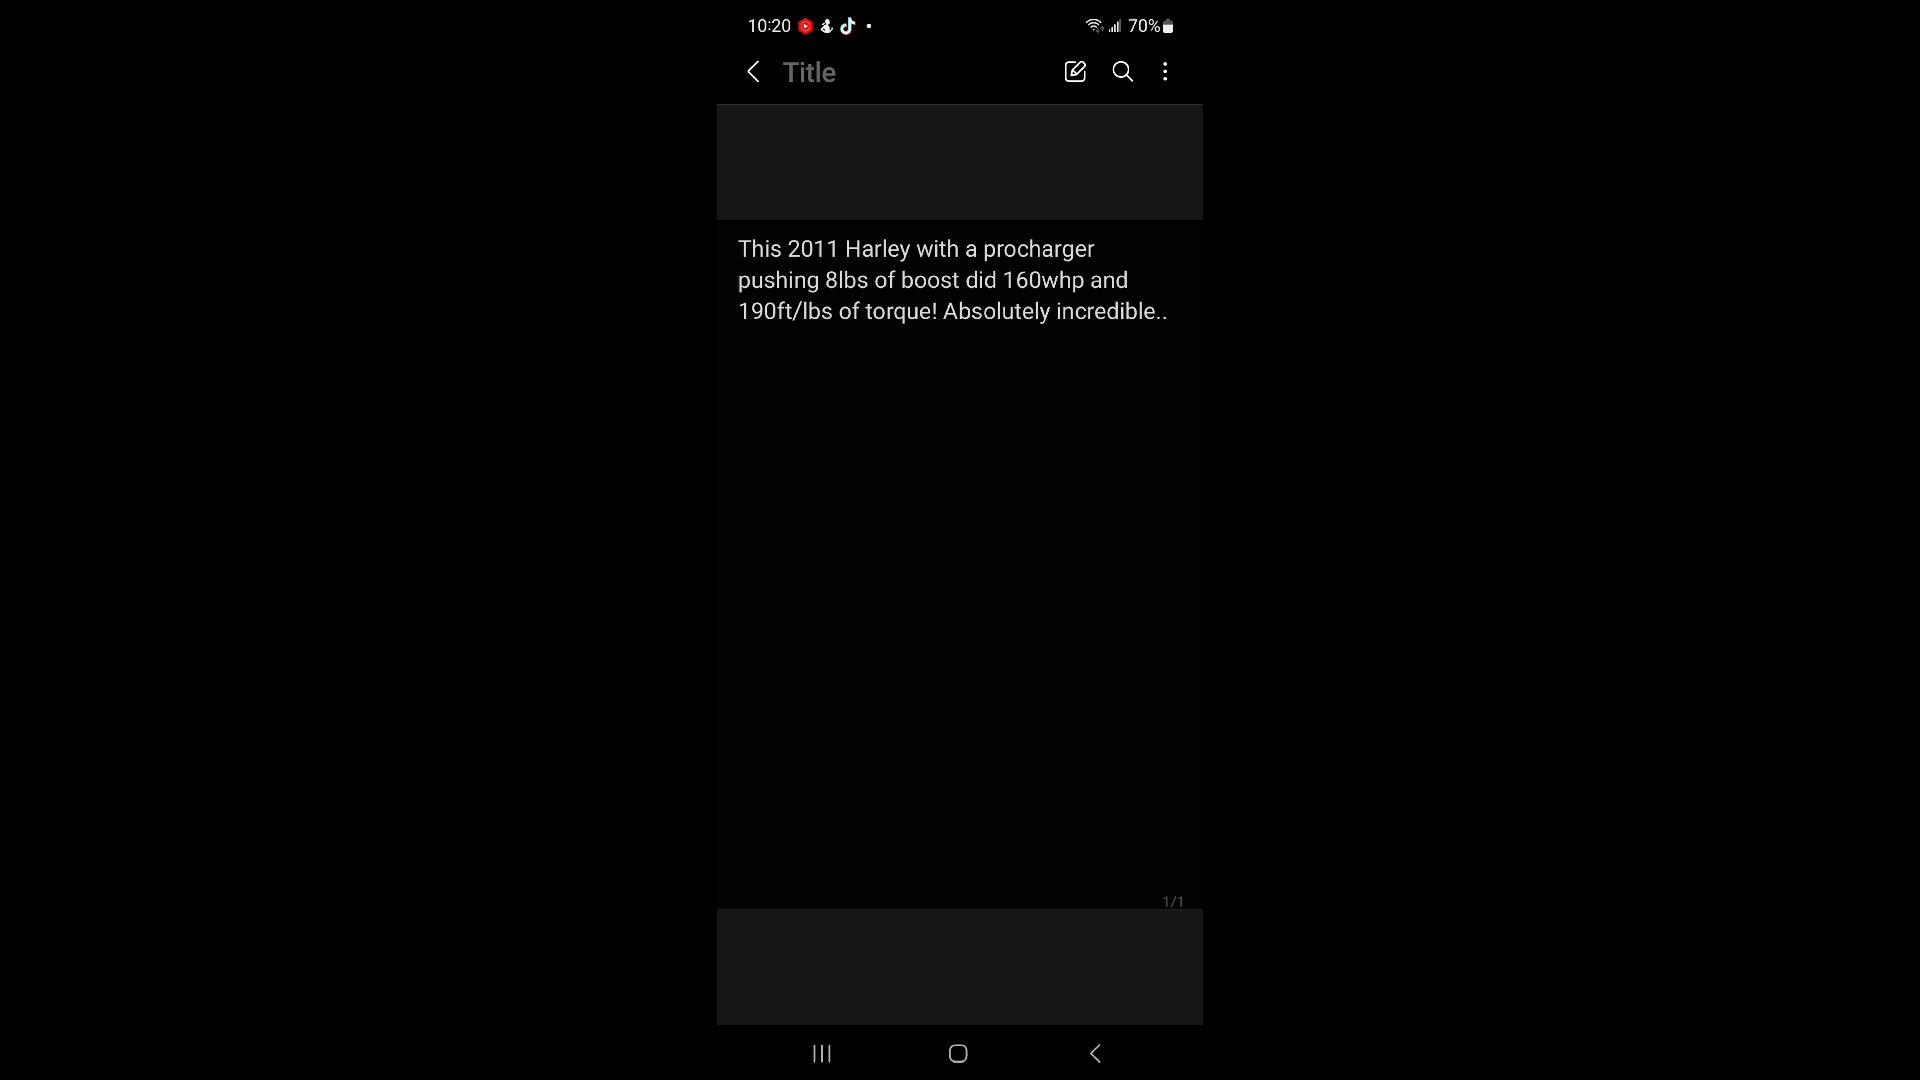 10:20
70%
Title
This 2011 Harley with a procharger
pushing 8lbs of boost did 160whp and
190ft/lbs of torque! Absolutely incredible..
1/1